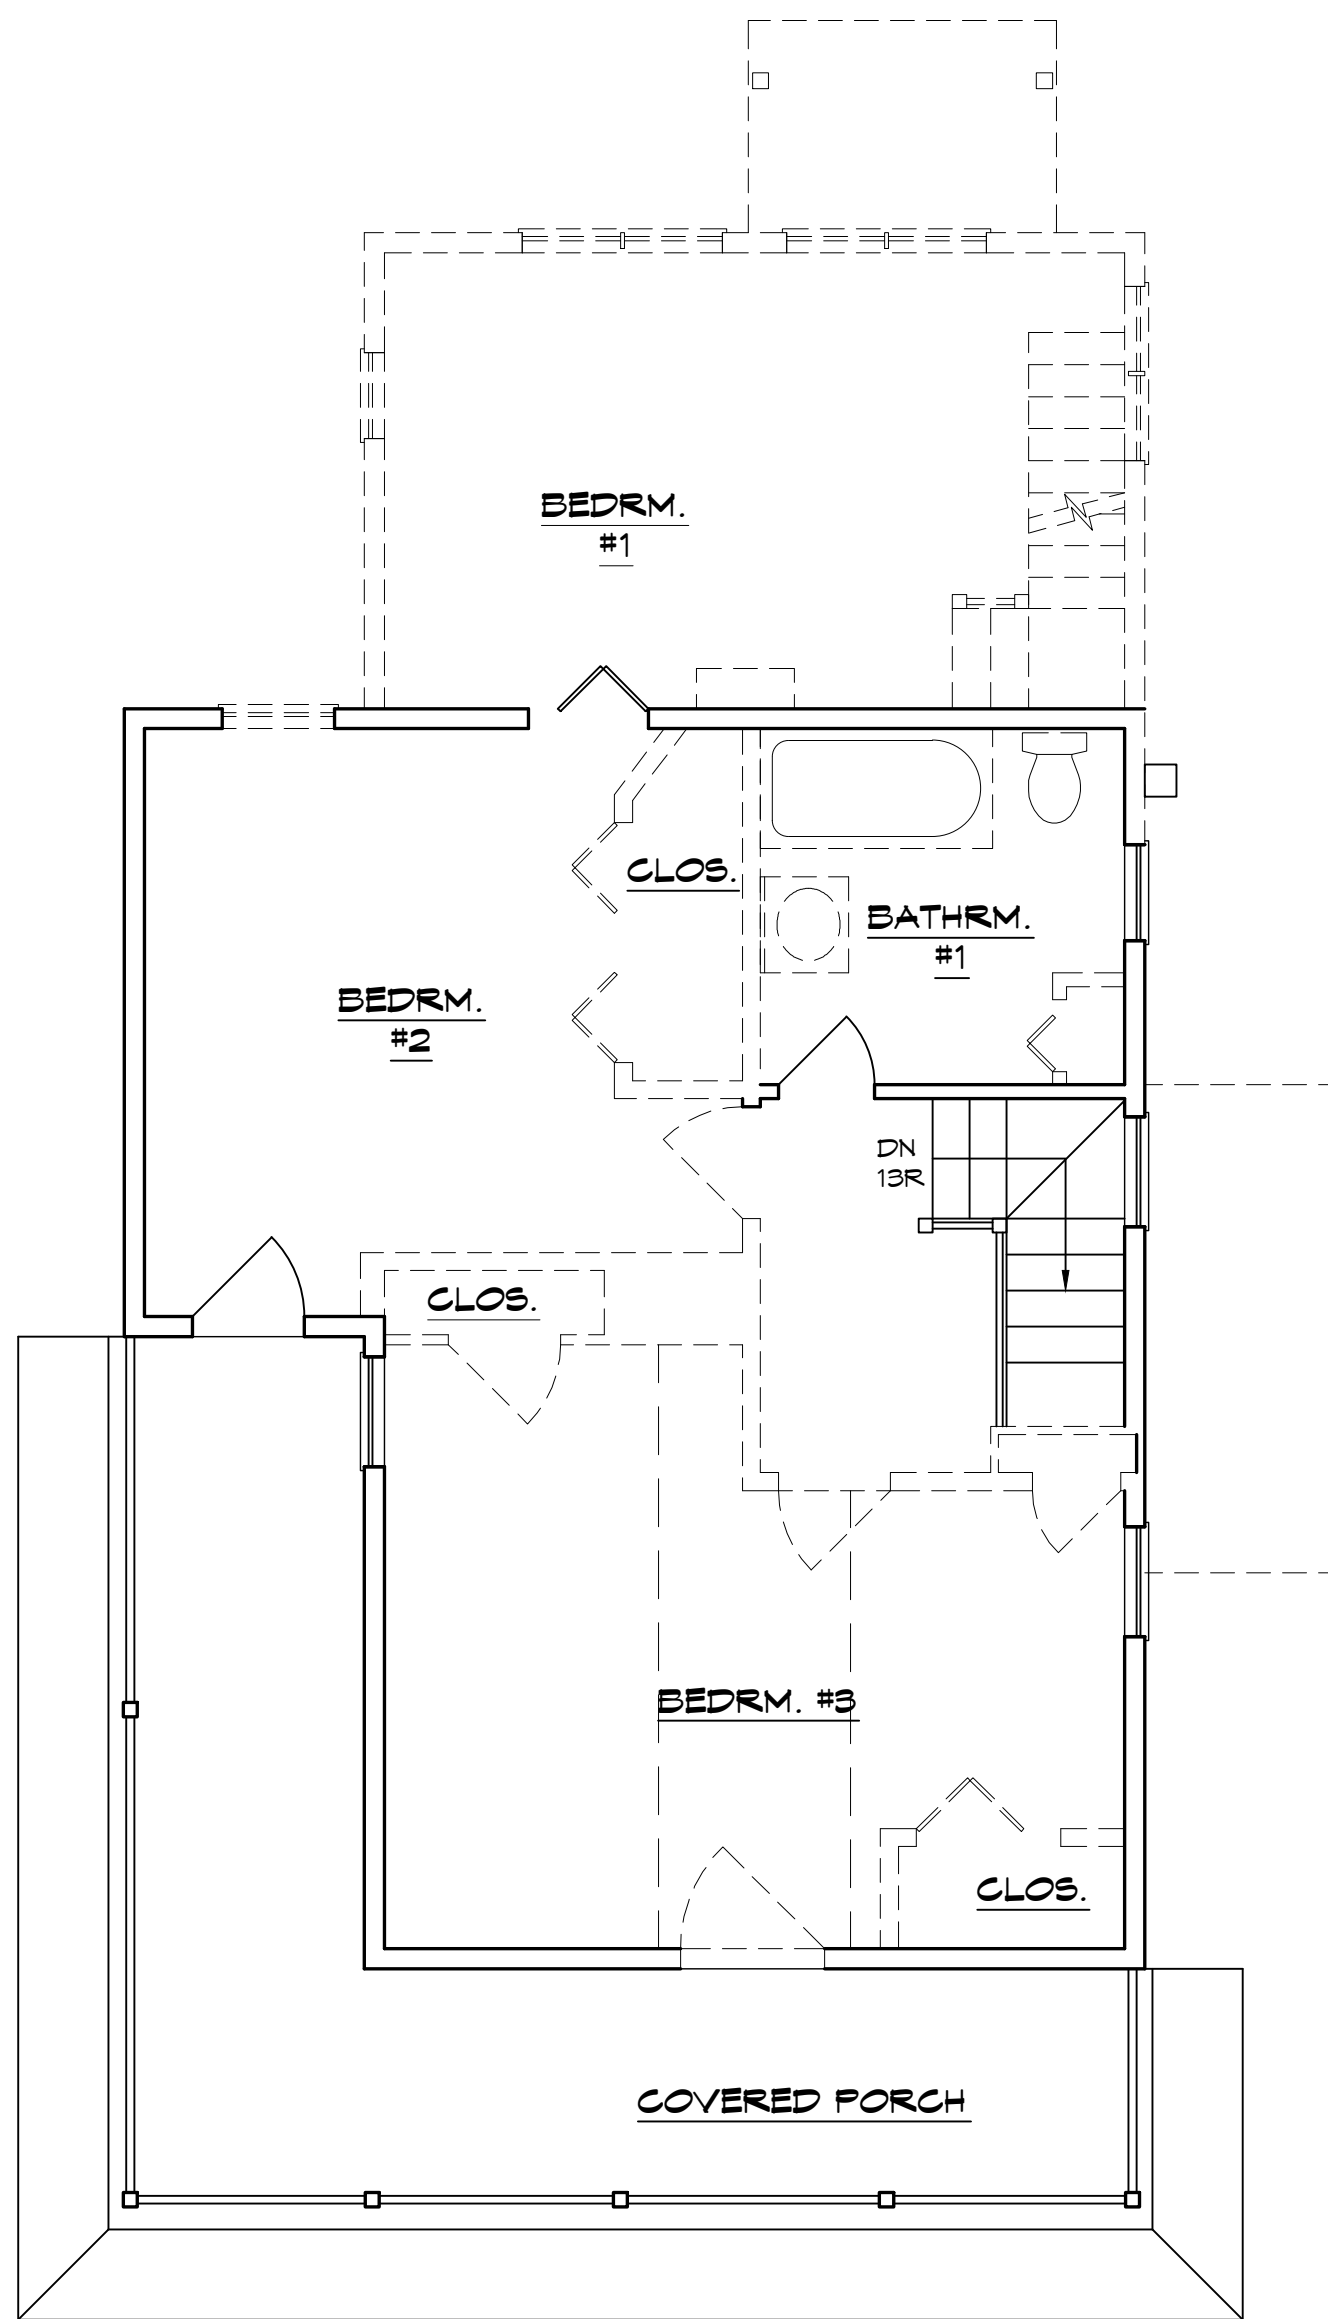 BEDRM.
#1
CLOS.
BATHRM.
#1
BEDRM.
#2
DN
13R
CLOS.
BEDRM. #3
CLOS.
COVERED PORCH